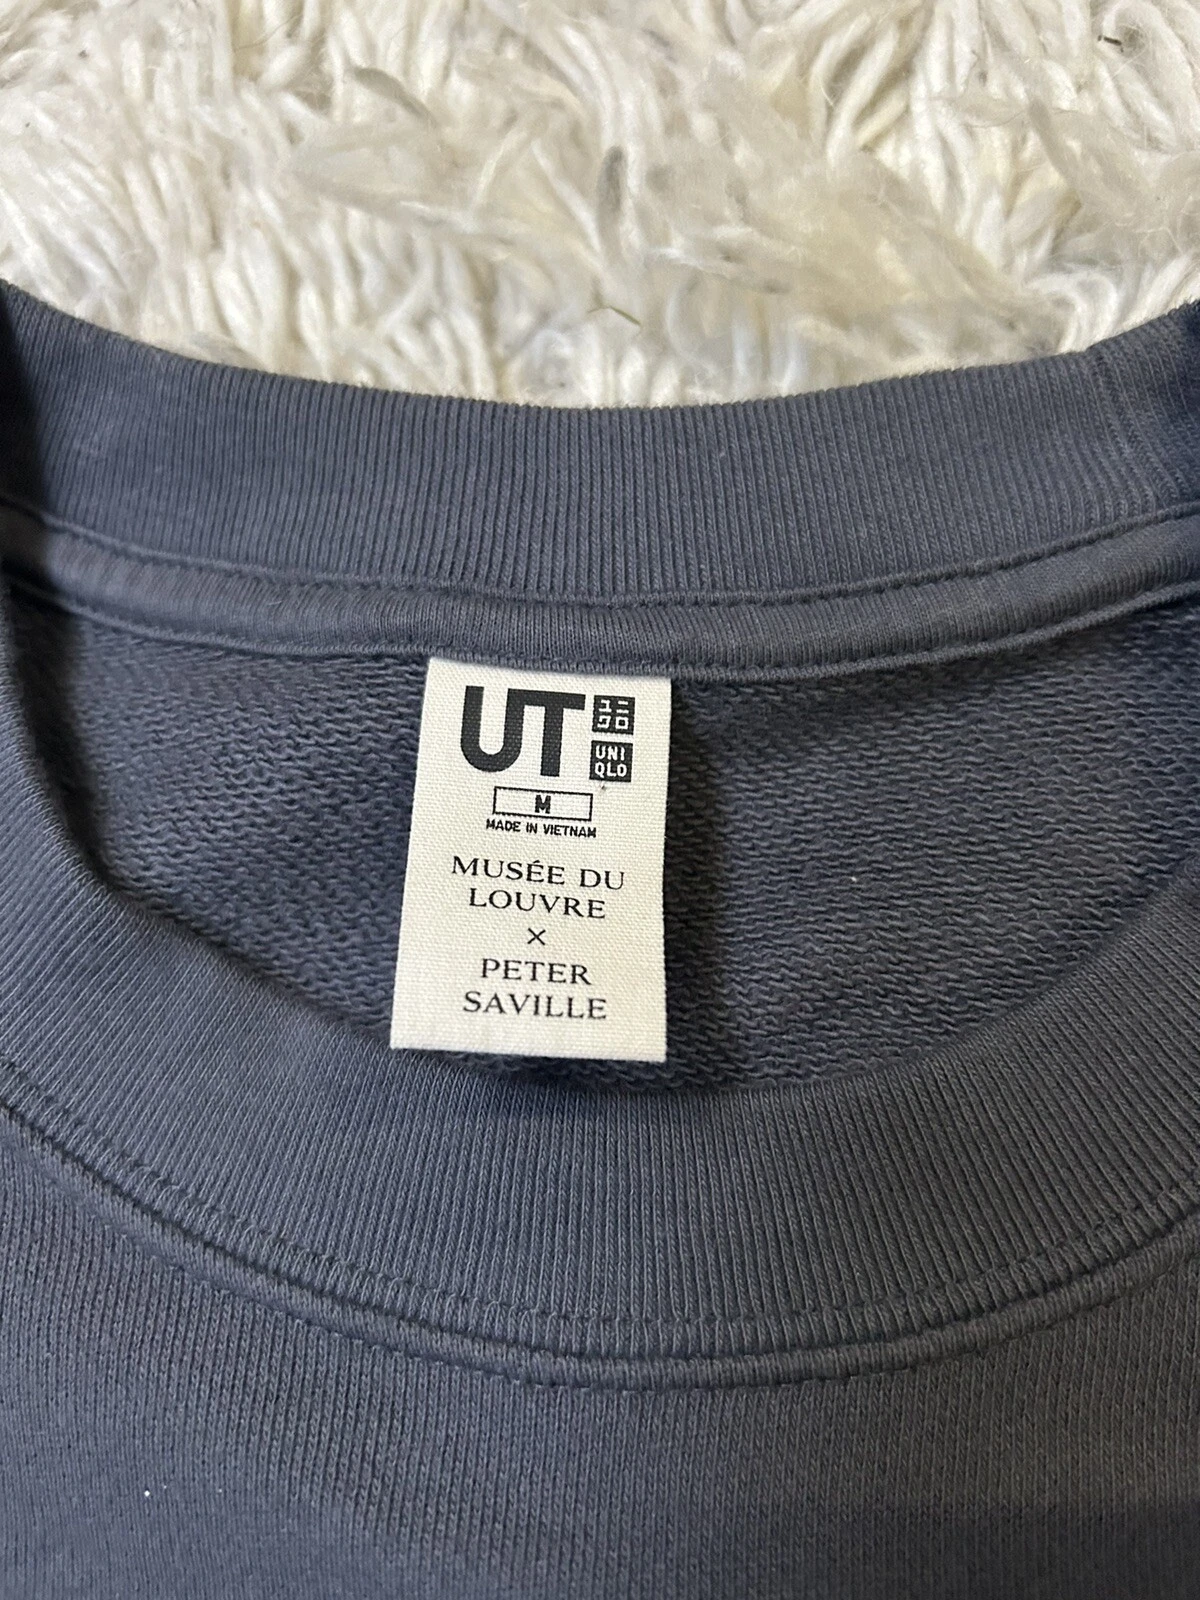 UT
ユニ
クロ
UNI
QLO
M
MADE IN VIETNAM
MUSÉE DU
LOUVRE
×
PETER
SAVILLE